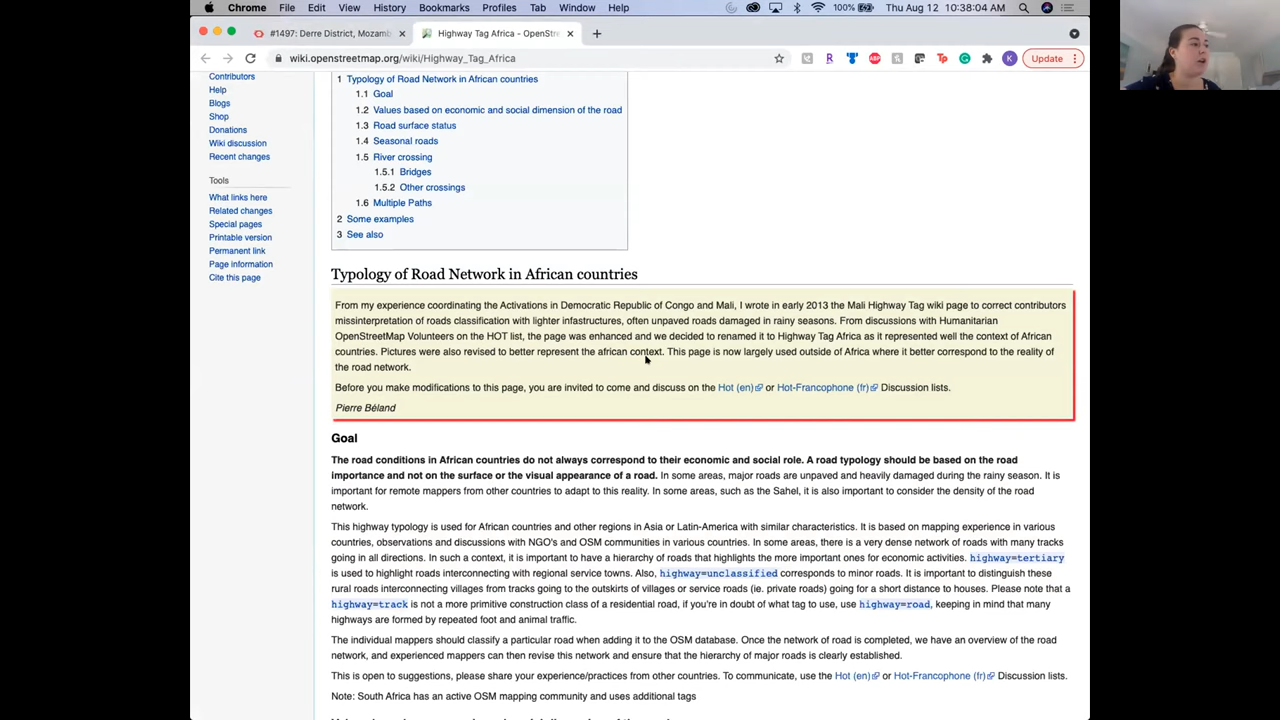 Chrome File Edit View History Bookmarks Profiles Tab Window Help 100% Thu Aug 12 10:38:04 AM
#1497: Derre District, Mozamb
Highway Tag Africa - OpenStre
wiki.openstreetmap.org/wiki/Highway_Tag_Africa
Update
Contributors
Help
Blogs
Shop
Donations
Wiki discussion
Recent changes
Tools
What links here
Related changes
Special pages
Printable version
Permanent link
Page information
Cite this page
1 Typology of Road Network in African countries
1.1 Goal
1.2 Values based on economic and social dimension of the road
1.3 Road surface status
1.4 Seasonal roads
1.5 River crossing
1.5.1 Bridges
1.5.2 Other crossings
1.6 Multiple Paths
2 Some examples
3 See also
Typology of Road Network in African countries
From my experience coordinating the Activations in Democratic Republic of Congo and Mali, I wrote in early 2013 the Mali Highway Tag wiki page to correct contributors
missinterpretation of roads classification with lighter infastructures, often unpaved roads damaged in rainy seasons. From discussions with Humanitarian
OpenStreetMap Volunteers on the HOT list, the page was enhanced and we decided to renamed it to Highway Tag Africa as it represented well the context of African
countries. Pictures were also revised to better represent the african context. This page is now largely used outside of Africa where it better correspond to the reality of
the road network.
Before you make modifications to this page, you are invited to come and discuss on the Hot (en) or Hot-Francophone (fr) Discussion lists.
Pierre Béland
Goal
The road conditions in African countries do not always correspond to their economic and social role. A road typology should be based on the road
importance and not on the surface or the visual appearance of a road. In some areas, major roads are unpaved and heavily damaged during the rainy season. It is
important for remote mappers from other countries to adapt to this reality. In some areas, such as the Sahel, it is also important to consider the density of the road
network.
This highway typology is used for African countries and other regions in Asia or Latin-America with similar characteristics. It is based on mapping experience in various
countries, observations and discussions with NGO's and OSM communities in various countries. In some areas, there is a very dense network of roads with many tracks
going in all directions. In such a context, it is important to have a hierarchy of roads that highlights the more important ones for economic activities. highway=tertiary
is used to highlight roads interconnecting with regional service towns. Also, highway=unclassified corresponds to minor roads. It is important to distinguish these
rural roads interconnecting villages from tracks going to the outskirts of villages or service roads (ie. private roads) going for a short distance to houses. Please note that a
highway=track is not a more primitive construction class of a residential road, if you're in doubt of what tag to use, use highway=road, keeping in mind that many
highways are formed by repeated foot and animal traffic.
The individual mappers should classify a particular road when adding it to the OSM database. Once the network of road is completed, we have an overview of the road
network, and experienced mappers can then revise this network and ensure that the hierarchy of major roads is clearly established.
This is open to suggestions, please share your experience/practices from other countries. To communicate, use the Hot (en) or Hot-Francophone (fr) Discussion lists.
Note: South Africa has an active OSM mapping community and uses additional tags